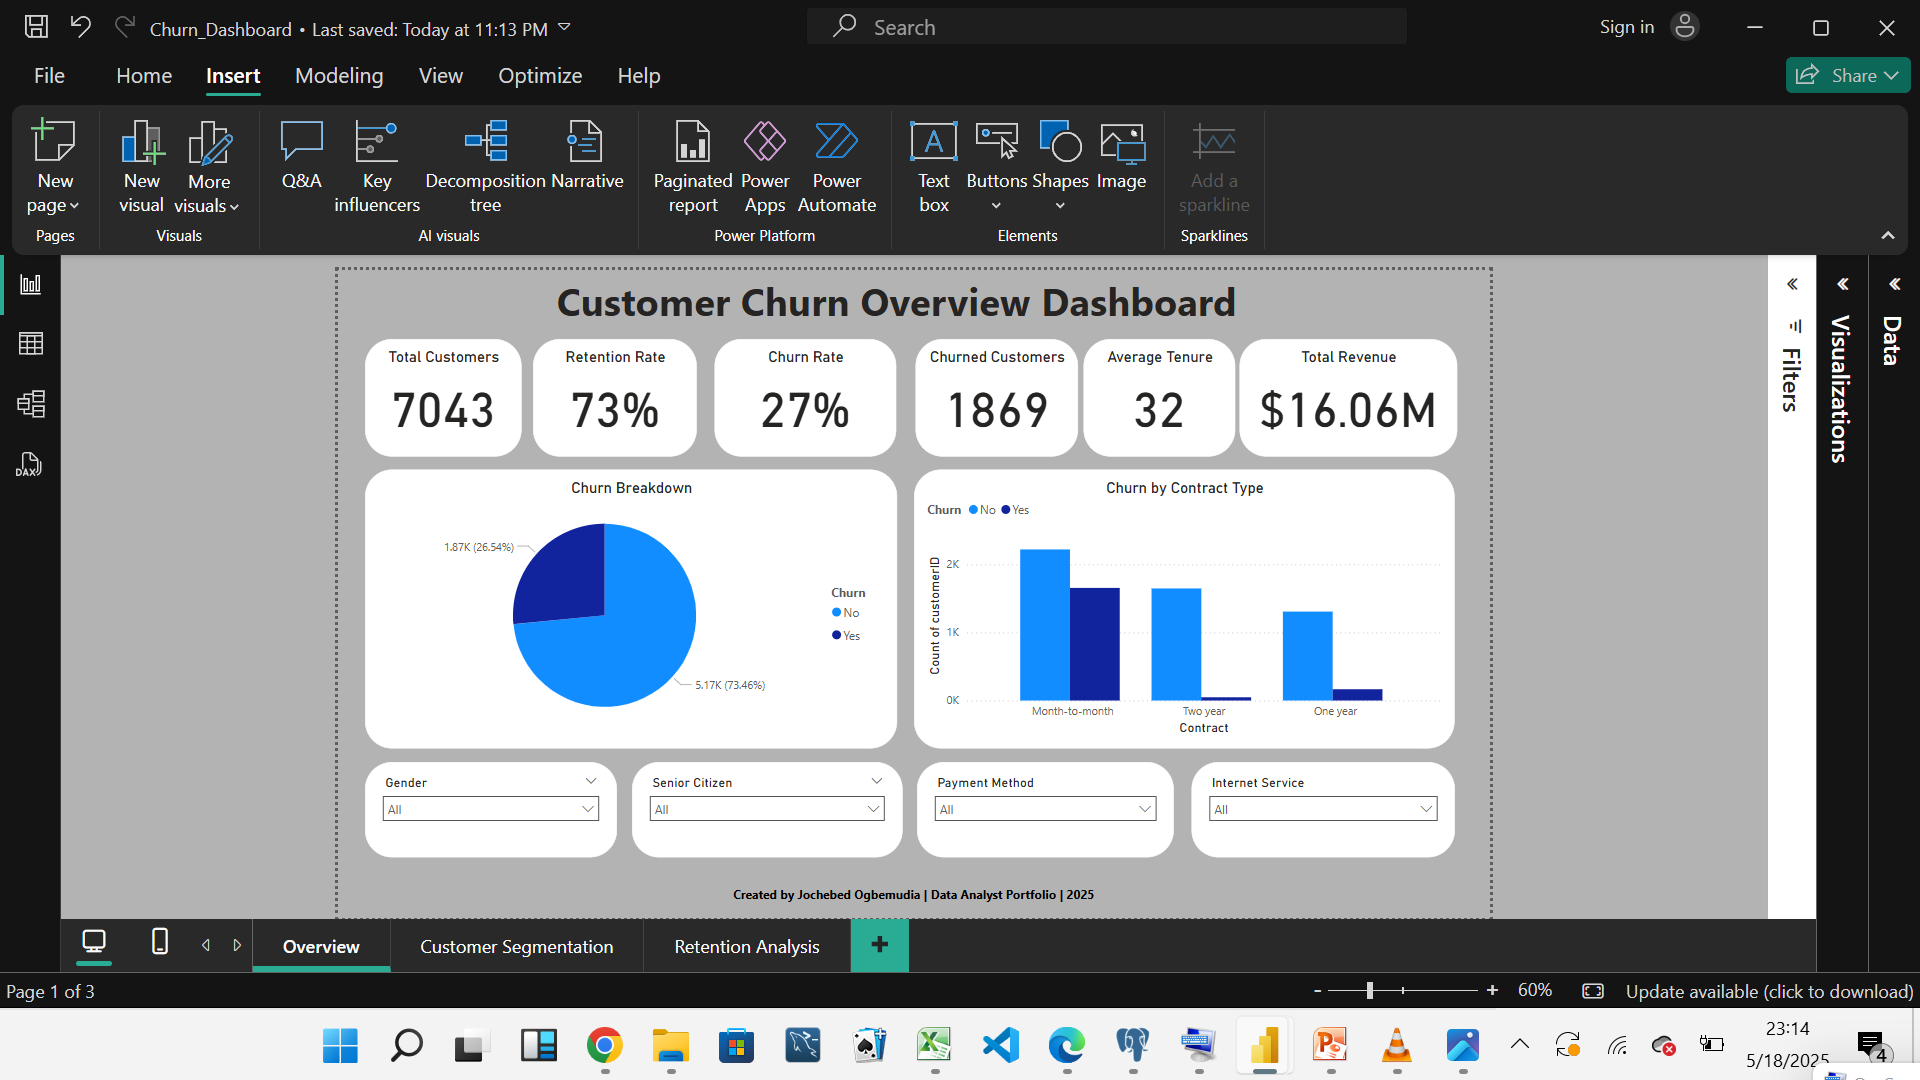 Churn_Dashboard • Last saved: Today at 11:13 PM
Search
Sign in
File Home Insert Modeling View Optimize Help
Share
New page
New visual
More visuals
Q&A
Key influencers
Decomposition tree
Narrative
Paginated report
Power Apps
Power Automate
Text box
Buttons
Shapes
Image
Add a sparkline
Pages
Visuals
AI visuals
Power Platform
Elements
Sparklines
DAX
Customer Churn Overview Dashboard
Total Customers
7043
Retention Rate
73%
Churn Rate
27%
Churned Customers
1869
Average Tenure
32
Total Revenue
$16.06M
Churn Breakdown
1.87K (26.54%)
5.17K (73.46%)
Churn
No
Yes
Churn by Contract Type
Churn No Yes
Count of customerID
2K
1K
0K
Month-to-month
Two year
One year
Contract
Gender
All
Senior Citizen
All
Payment Method
All
Internet Service
All
Created by Jochebed Ogbemudia | Data Analyst Portfolio | 2025
Filters
Visualizations
Data
Overview
Customer Segmentation
Retention Analysis
+
Page 1 of 3
- + 60%
Update available (click to download)
23:14
5/18/2025
4